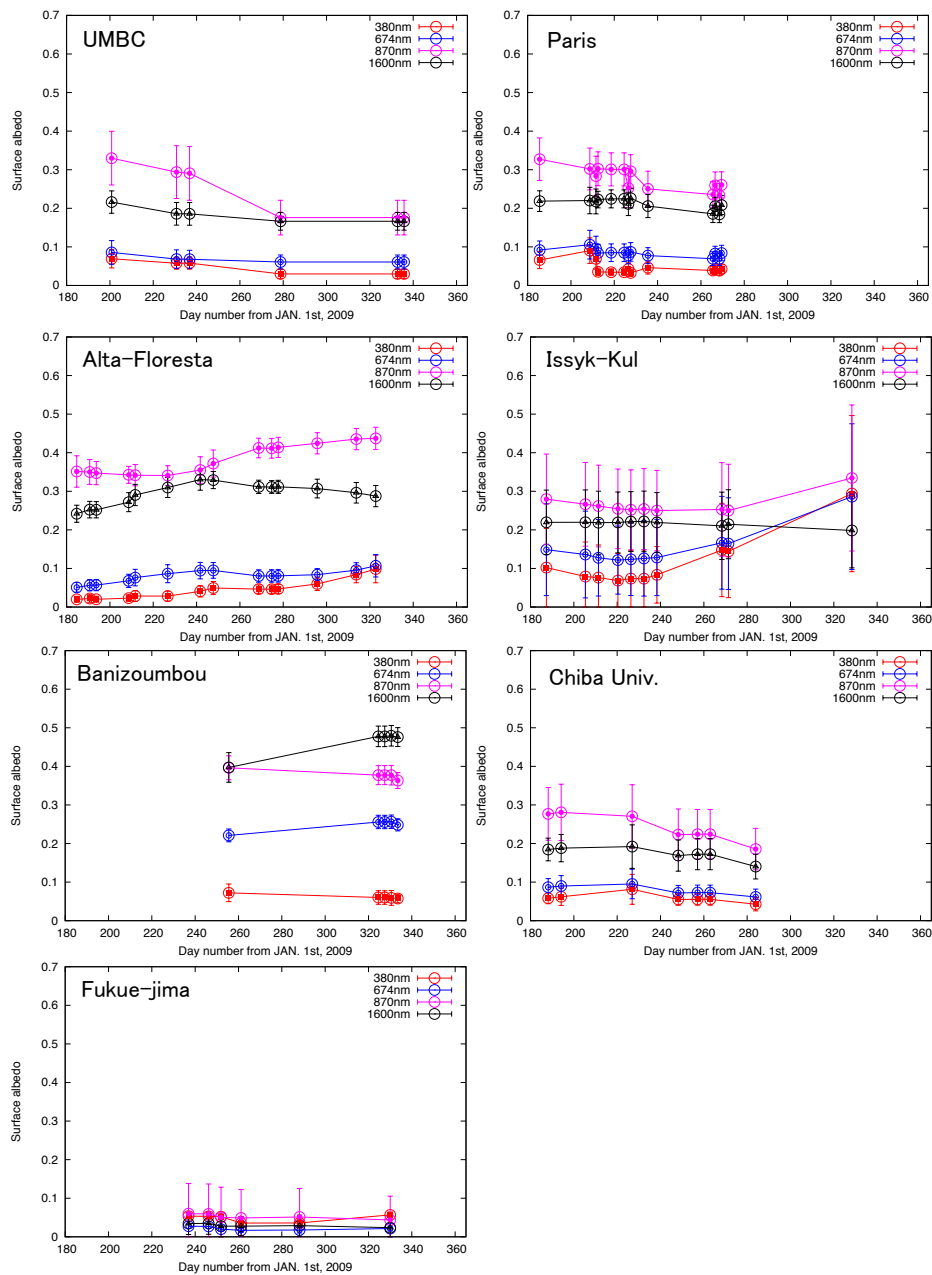 UMBC
380nm
674nm
870nm
1600nm
Surface albedo
0.7
0.6
0.5
0.4
0.3
0.2
0.1
0
180 200 220 240 260 280 300 320 340 360
Day number from JAN. 1st, 2009
Paris
380nm
674nm
870nm
1600nm
Surface albedo
0.7
0.6
0.5
0.4
0.3
0.2
0.1
0
180 200 220 240 260 280 300 320 340 360
Day number from JAN. 1st, 2009
Alta-Floresta
380nm
674nm
870nm
1600nm
Surface albedo
0.7
0.6
0.5
0.4
0.3
0.2
0.1
0
180 200 220 240 260 280 300 320 340 360
Day number from JAN. 1st, 2009
Issyk-Kul
380nm
674nm
870nm
1600nm
Surface albedo
0.7
0.6
0.5
0.4
0.3
0.2
0.1
0
180 200 220 240 260 280 300 320 340 360
Day number from JAN. 1st, 2009
Banizoumbou
380nm
674nm
870nm
1600nm
Surface albedo
0.7
0.6
0.5
0.4
0.3
0.2
0.1
0
180 200 220 240 260 280 300 320 340 360
Day number from JAN. 1st, 2009
Chiba Univ.
380nm
674nm
870nm
1600nm
Surface albedo
0.7
0.6
0.5
0.4
0.3
0.2
0.1
0
180 200 220 240 260 280 300 320 340 360
Day number from JAN. 1st, 2009
Fukue-jima
380nm
674nm
870nm
1600nm
Surface albedo
0.7
0.6
0.5
0.4
0.3
0.2
0.1
0
180 200 220 240 260 280 300 320 340 360
Day number from JAN. 1st, 2009